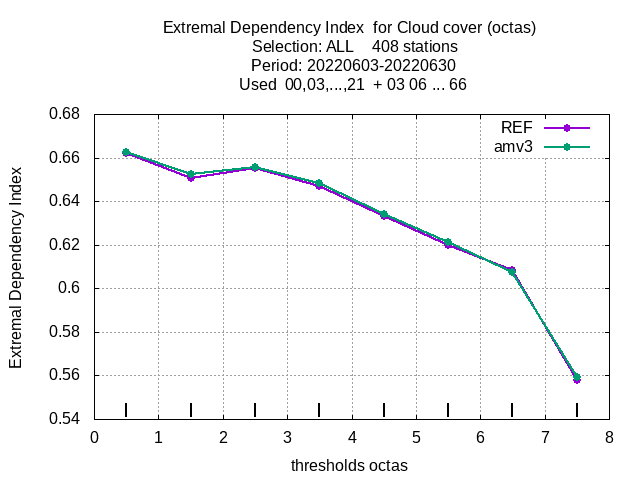 Extremal Dependency Index  for Cloud cover (octas)
Selection: ALL    408 stations
Period: 20220603-20220630
Used  00,03,...,21  + 03 06 ... 66
REF
amv3
Extremal Dependency Index
0.68
0.66
0.64
0.62
0.6
0.58
0.56
0.54
0 1 2 3 4 5 6 7 8
thresholds octas